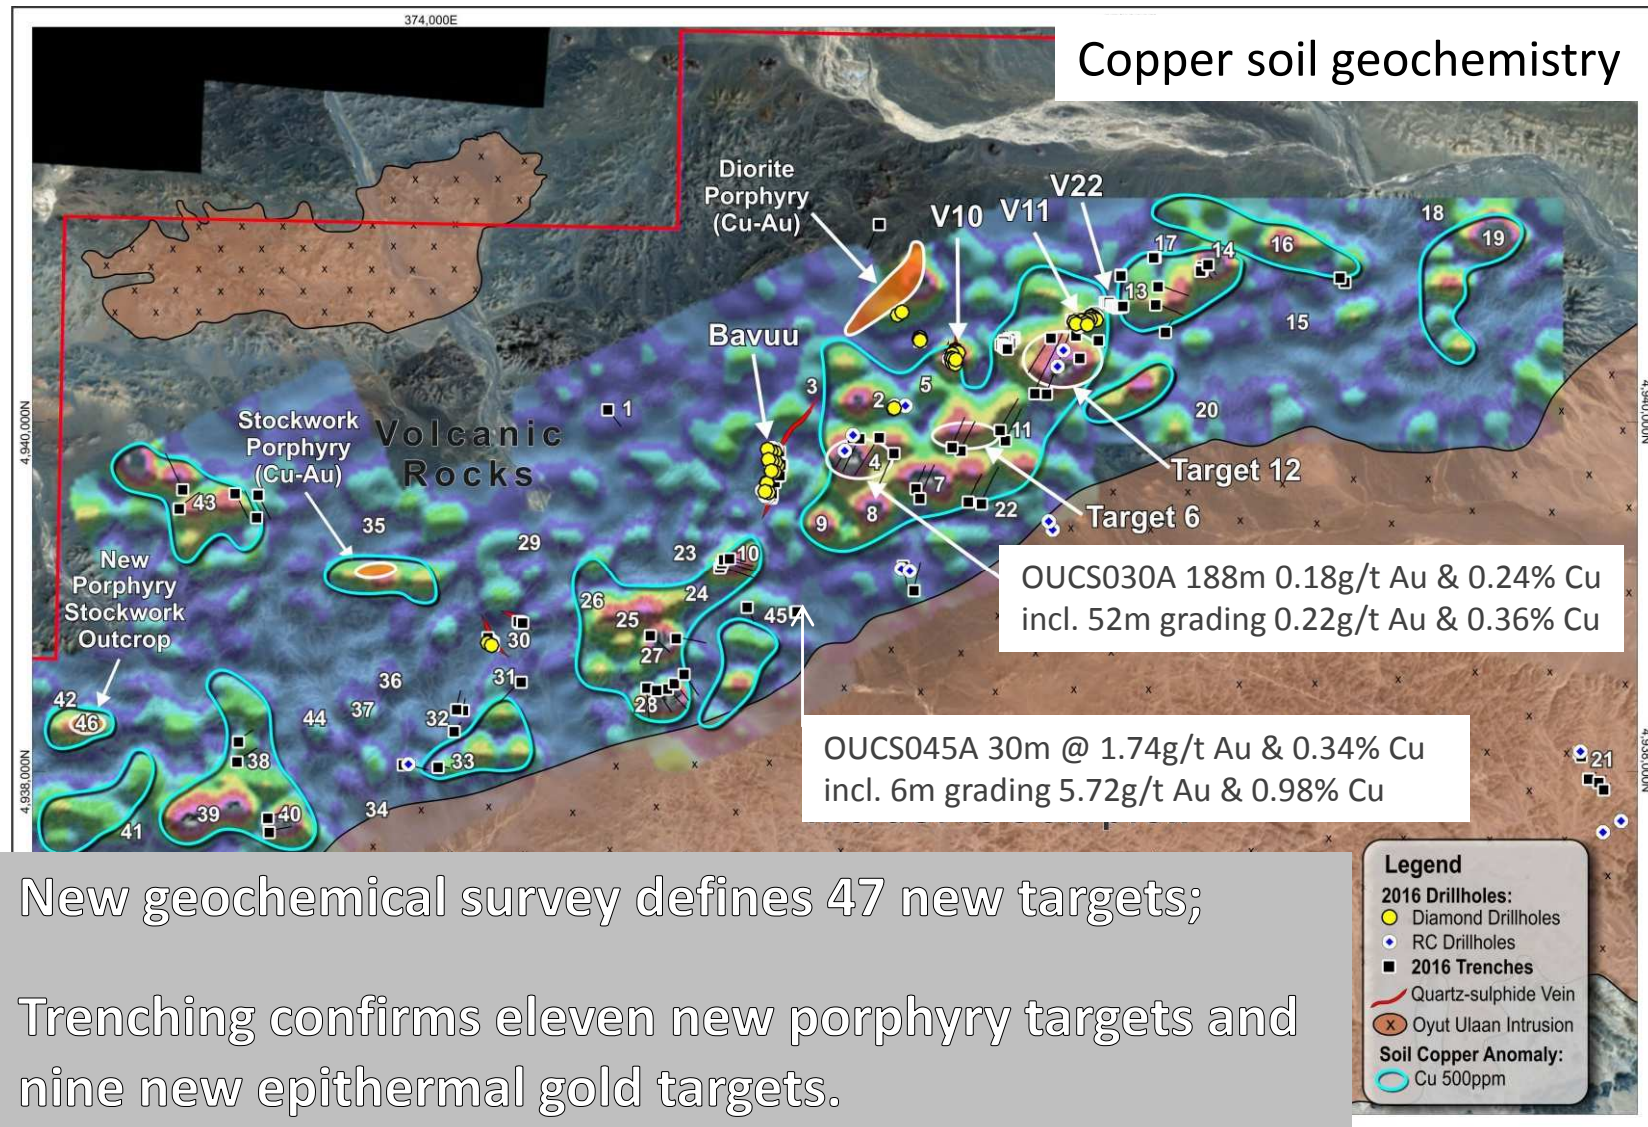 374,000E
Copper soil geochemistry
Diorite
Porphyry
(Cu-Au)
V10
V11
V22
18
17
14
16
19
13
15
Bavuu
3
2
5
1
20
11
4,940,000N
4,940,000N
Stockwork
Porphyry
(Cu-Au)
Volcanic
Rocks
4
7
8
9
22
Target 12
Target 6
43
35
29
23
10
24
New
Porphyry
Stockwork
Outcrop
26
25
45
30
27
31
28
OUCS030A 188m 0.18g/t Au & 0.24% Cu
incl. 52m grading 0.22g/t Au & 0.36% Cu
42
46
36
37
44
32
33
38
39
40
41
34
21
4,938,000N
4,938,000N
OUCS045A 30m @ 1.74g/t Au & 0.34% Cu
incl. 6m grading 5.72g/t Au & 0.98% Cu
New geochemical survey defines 47 new targets;
Trenching confirms eleven new porphyry targets and
nine new epithermal gold targets.
Legend
2016 Drillholes:
Diamond Drillholes
RC Drillholes
2016 Trenches
Quartz-sulphide Vein
x Oyut Ulaan Intrusion
Soil Copper Anomaly:
Cu 500ppm